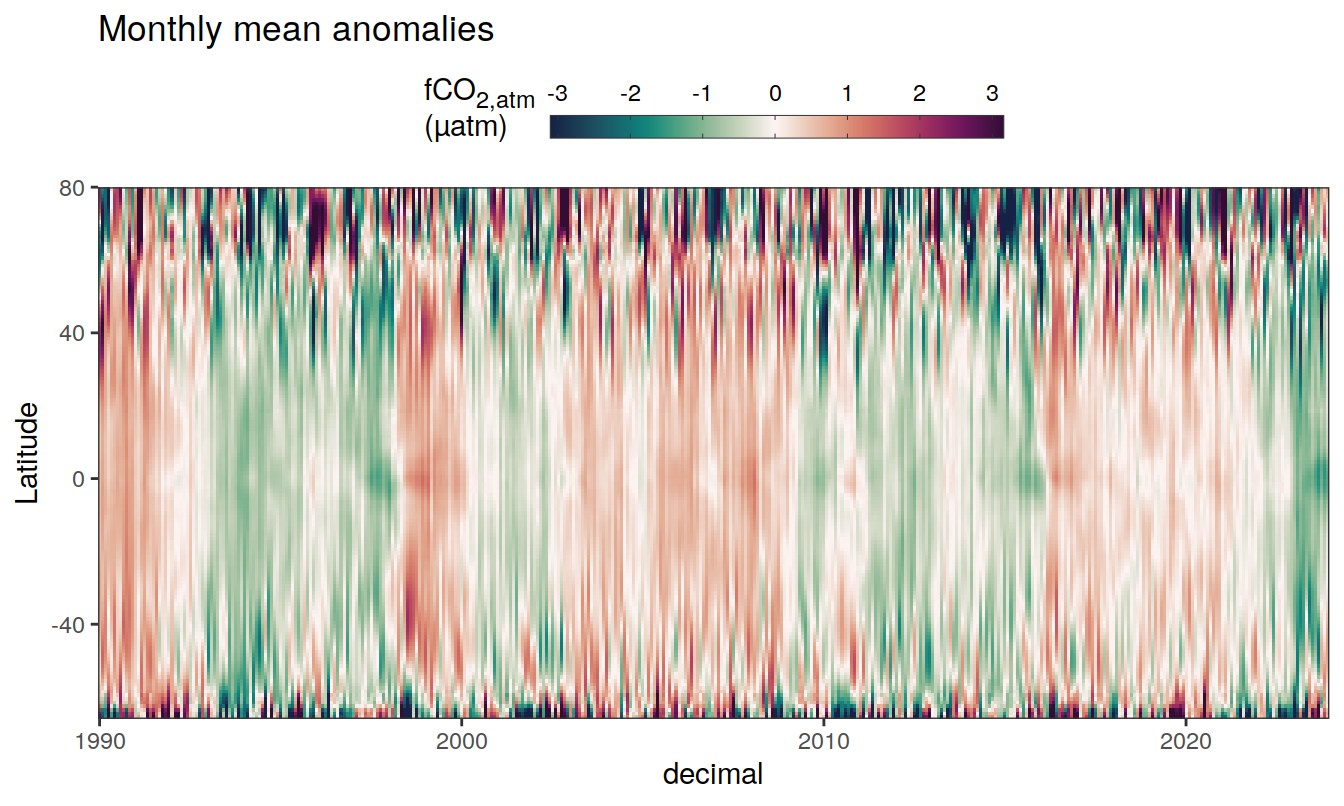 Monthly mean anomalies
fCO₂,atm -3 -2 -1 0 1 2 3
(µatm)
80
40
0
-40
Latitude
1990 2000 2010 2020
decimal